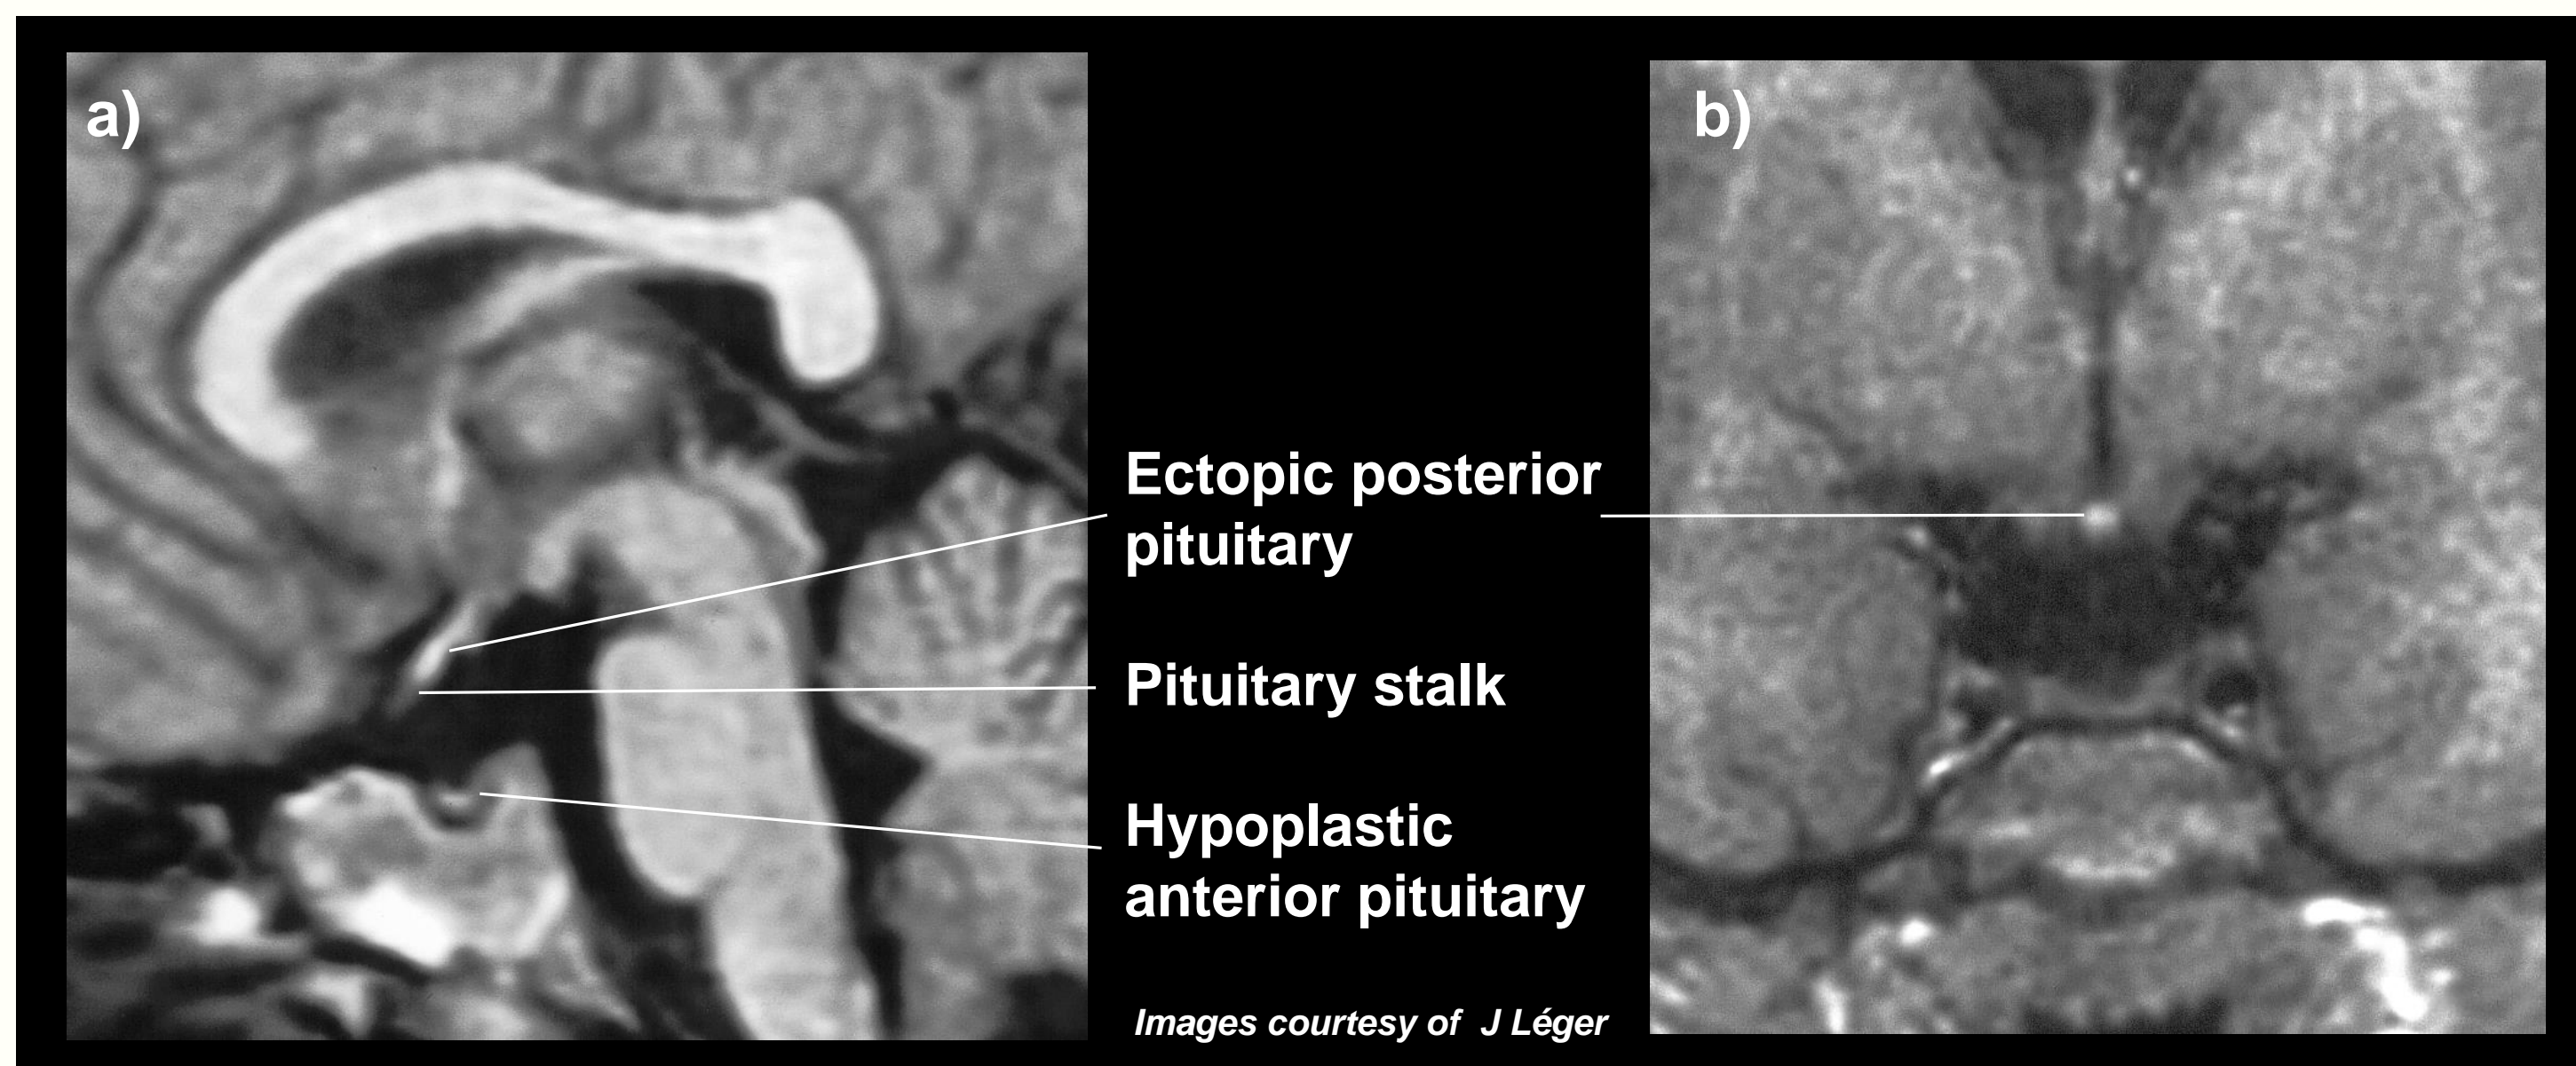 a)
b)
Ectopic posterior
pituitary
Pituitary stalk
Hypoplastic
anterior pituitary
Images courtesy of J Léger